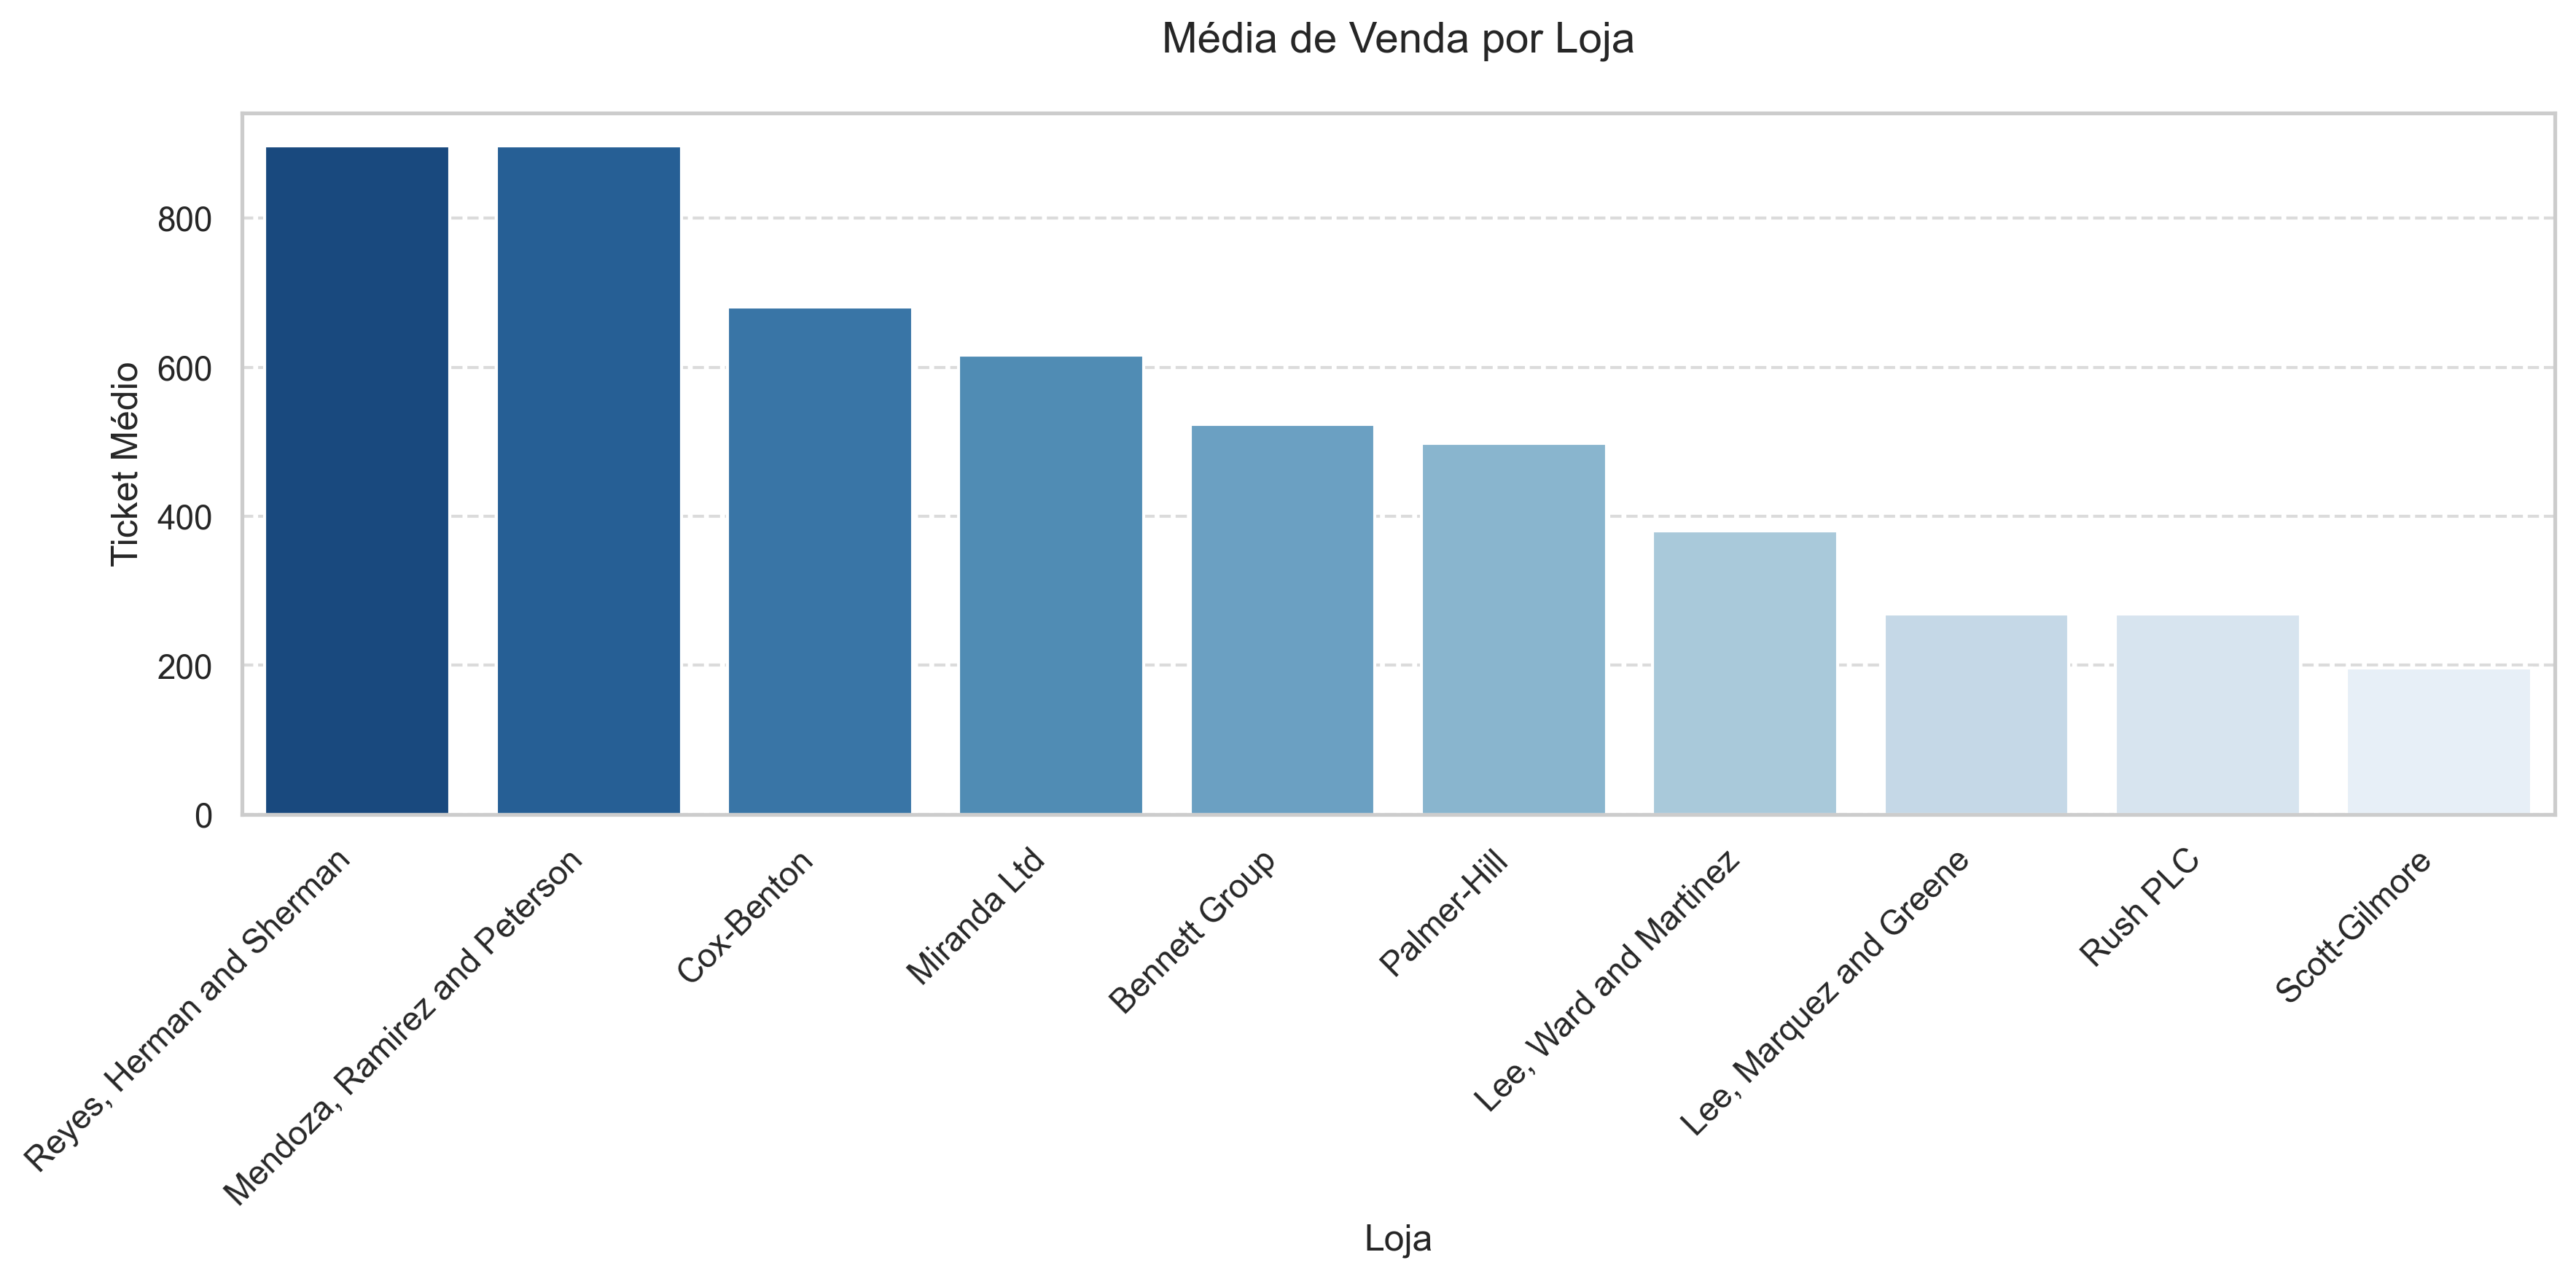 Média de Venda por Loja
Ticket Médio
800
600
400
200
0
Reyes, Herman and Sherman
Mendoza, Ramirez and Peterson
Cox-Benton
Miranda Ltd
Bennett Group
Palmer-Hill
Lee, Ward and Martinez
Lee, Marquez and Greene
Rush PLC
Scott-Gilmore
Loja